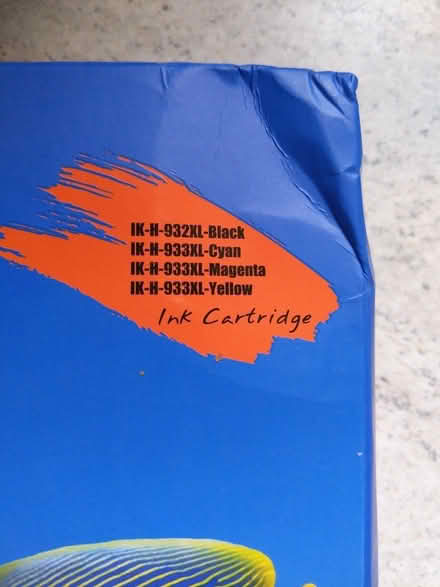 IK-H-932XL-Black
IK-H-933XL-Cyan
IK-H-933XL-Magenta
IK-H-933XL-Yellow
Ink Cartridge